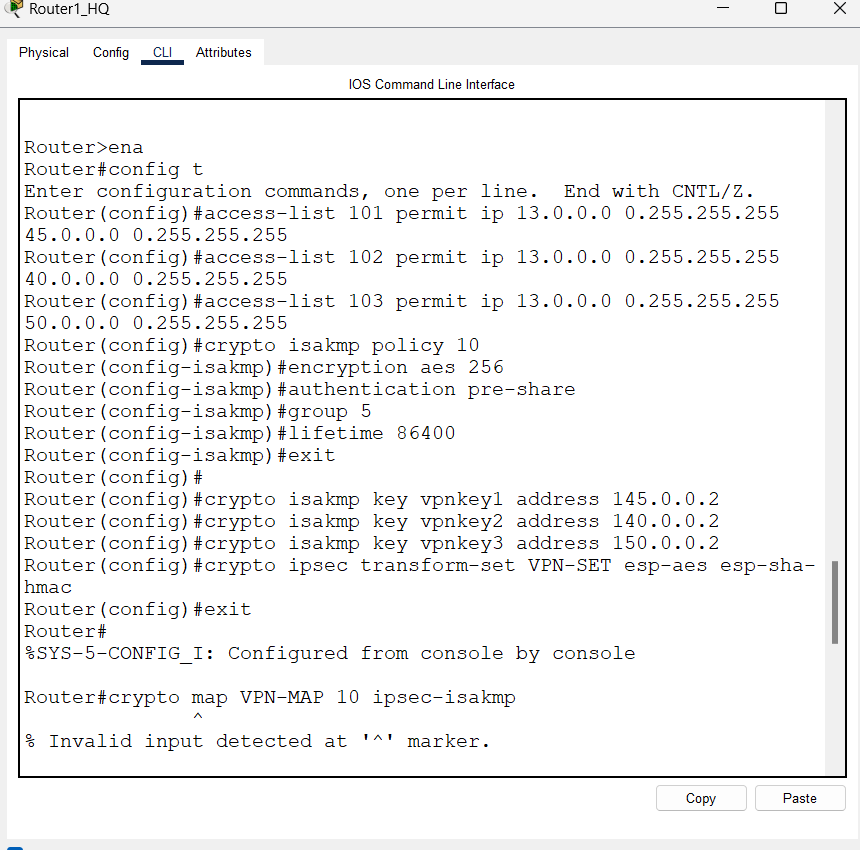 Router1_HQ
Physical Config CLI Attributes
IOS Command Line Interface
Router>ena
Router#config t
Enter configuration commands, one per line.  End with CNTL/Z.
Router(config)#access-list 101 permit ip 13.0.0.0 0.255.255.255
45.0.0.0 0.255.255.255
Router(config)#access-list 102 permit ip 13.0.0.0 0.255.255.255
40.0.0.0 0.255.255.255
Router(config)#access-list 103 permit ip 13.0.0.0 0.255.255.255
50.0.0.0 0.255.255.255
Router(config)#crypto isakmp policy 10
Router(config-isakmp)#encryption aes 256
Router(config-isakmp)#authentication pre-share
Router(config-isakmp)#group 5
Router(config-isakmp)#lifetime 86400
Router(config-isakmp)#exit
Router(config)#
Router(config)#crypto isakmp key vpnkey1 address 145.0.0.2
Router(config)#crypto isakmp key vpnkey2 address 140.0.0.2
Router(config)#crypto isakmp key vpnkey3 address 150.0.0.2
Router(config)#crypto ipsec transform-set VPN-SET esp-aes esp-sha-
hmac
Router(config)#exit
Router#
%SYS-5-CONFIG_I: Configured from console by console
Router#crypto map VPN-MAP 10 ipsec-isakmp
^
% Invalid input detected at '^' marker.
Copy Paste